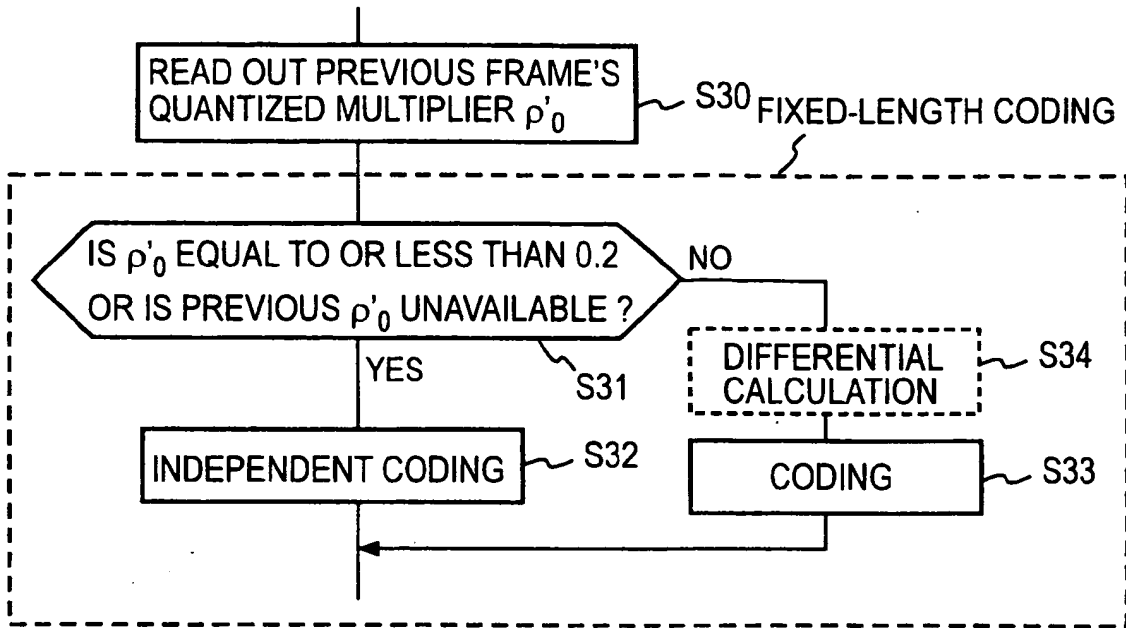 READ OUT PREVIOUS FRAME'S
QUANTIZED MULTIPLIER ρ'0
S30
FIXED-LENGTH CODING
IS ρ'0 EQUAL TO OR LESS THAN 0.2
OR IS PREVIOUS ρ'0 UNAVAILABLE ?
NO
YES
S31
DIFFERENTIAL
CALCULATION
S34
INDEPENDENT CODING
S32
CODING
S33